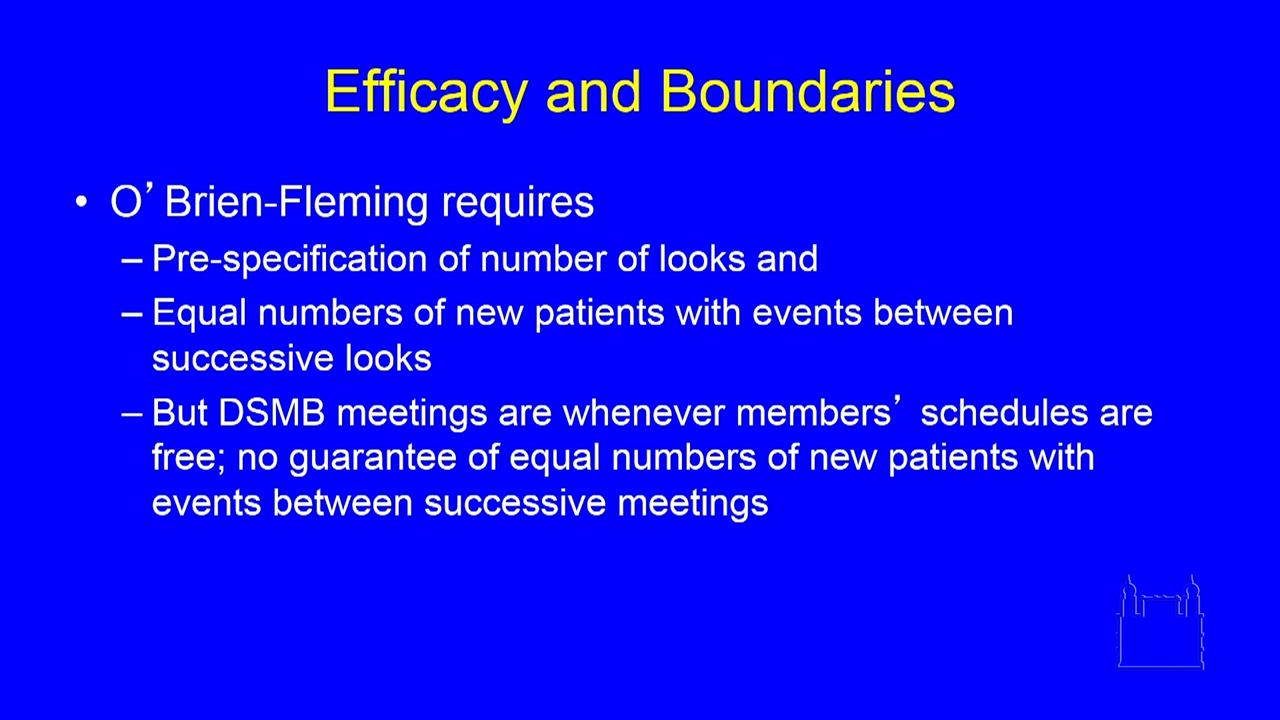 Efficacy and Boundaries
• O’Brien-Fleming requires
– Pre-specification of number of looks and
– Equal numbers of new patients with events between
successive looks
– But DSMB meetings are whenever members’ schedules are
free; no guarantee of equal numbers of new patients with
events between successive meetings